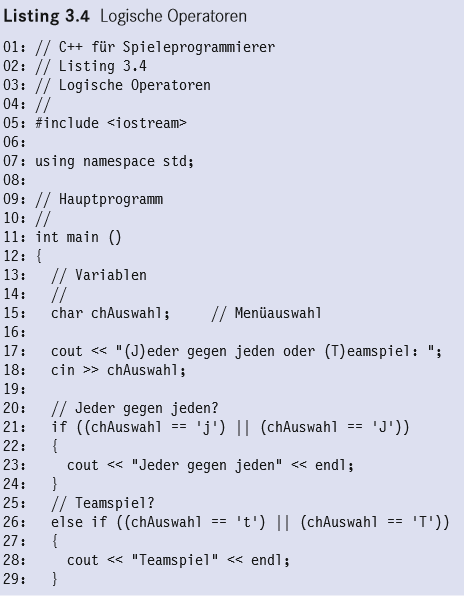 Listing 3.4 Logische Operatoren
01: // C++ für Spieleprogrammierer
02: // Listing 3.4
03: // Logische Operatoren
04: //
05: #include <iostream>
06:
07: using namespace std;
08:
09: // Hauptprogramm
10: //
11: int main ()
12: {
13:   // Variablen
14:   //
15:   char chAuswahl;     // Menüauswahl
16:
17:   cout << "(J)eder gegen jeden oder (T)eamspiel: ";
18:   cin >> chAuswahl;
19:
20:   // Jeder gegen jeden?
21:   if ((chAuswahl == 'j') || (chAuswahl == 'J'))
22:   {
23:     cout << "Jeder gegen jeden" << endl;
24:   }
25:   // Teamspiel?
26:   else if ((chAuswahl == 't') || (chAuswahl == 'T'))
27:   {
28:     cout << "Teamspiel" << endl;
29:   }